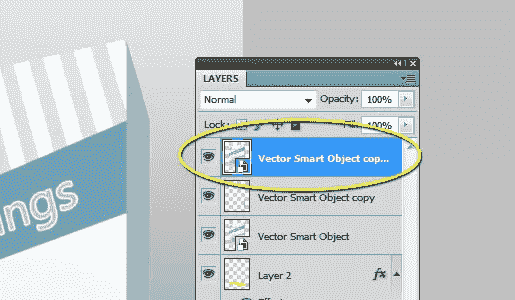 LAYERS
Normal Opacity: 100%
Lock: Fill: 100%
Vector Smart Object cop...
Vector Smart Object copy
Vector Smart Object
Layer 2 fx
ngs